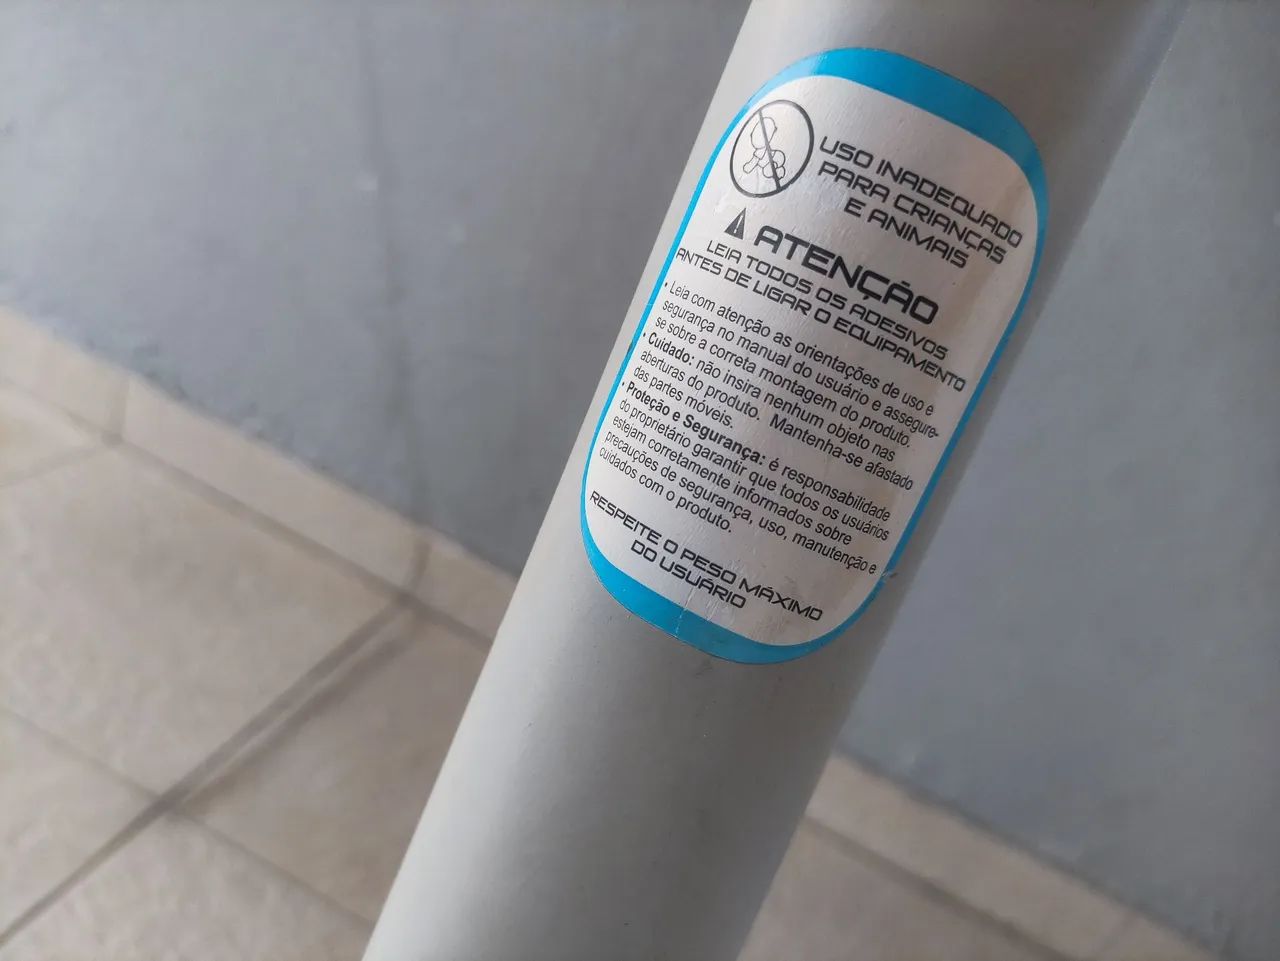 USO INADEQUADO
PARA CRIANÇAS
E ANIMAIS
ATENÇÃO
LEIA TODOS OS ADESIVOS
ANTES DE LIGAR O EQUIPAMENTO
• Leia com atenção as orientações de uso e
segurança no manual do usuário e assegure-
se sobre a correta montagem do produto.
• Cuidado: não insira nenhum objeto nas
aberturas do produto. Mantenha-se afastado
das partes móveis.
• Proteção e Segurança: é responsabilidade
do proprietário garantir que todos os usuários
estejam corretamente informados sobre
precauções de segurança, uso, manutenção e
cuidados com o produto.
RESPEITE O PESO MÁXIMO
DO USUÁRIO